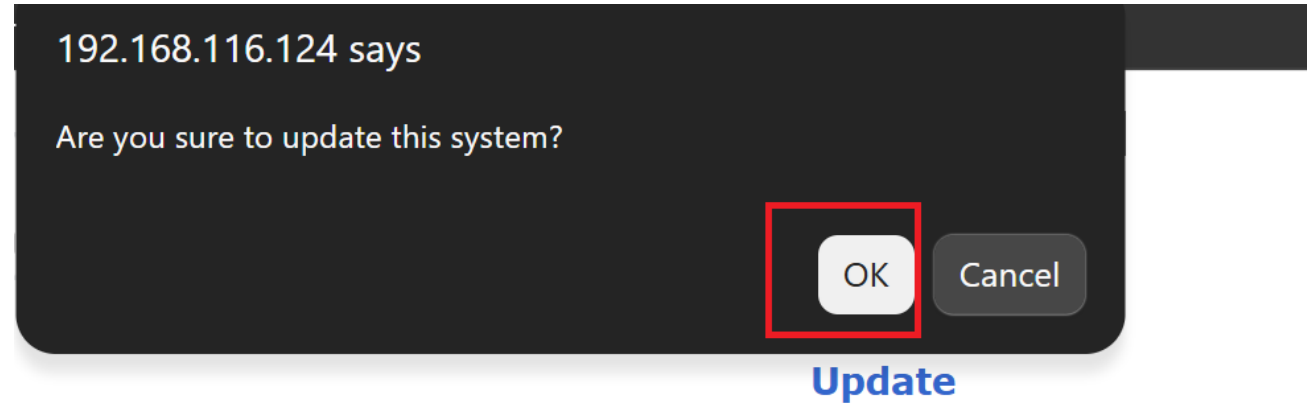 192.168.116.124 says
Are you sure to update this system?
OK
Cancel
Update